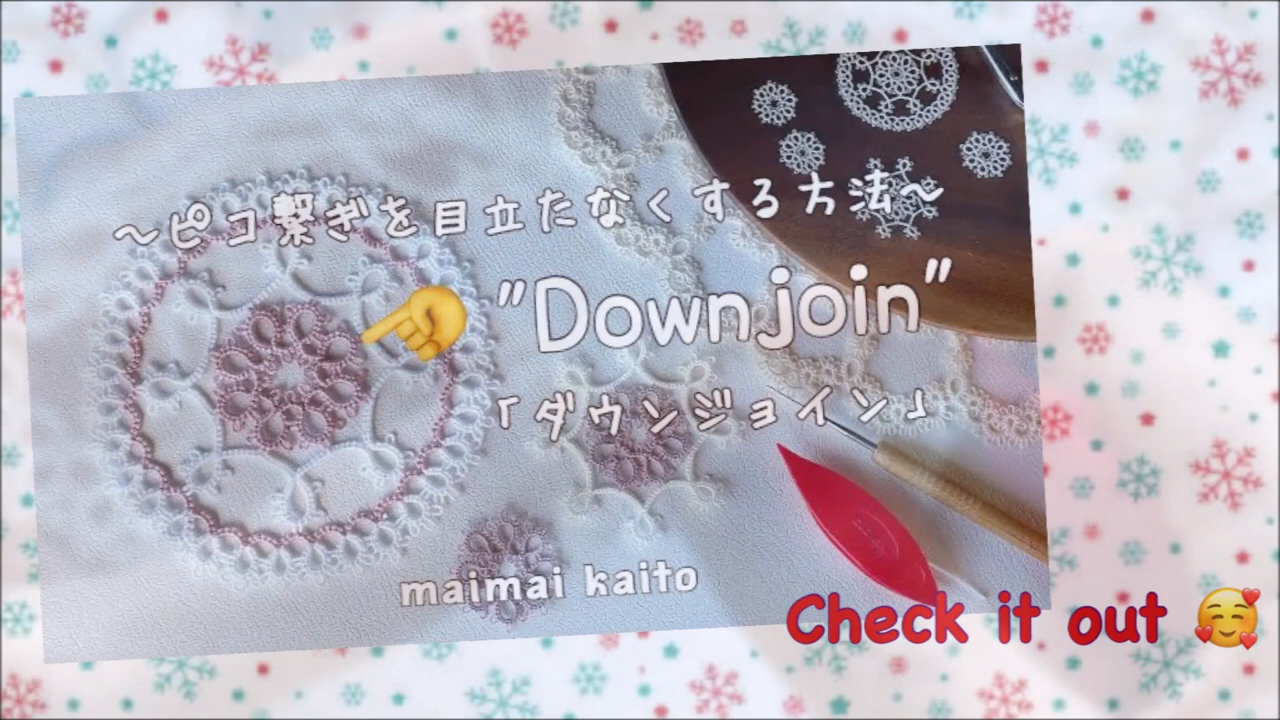 ～ピコ繋ぎを目立たなくする方法～
"Downjoin"
「ダウンジョイン」
maimai kaito
Check it out 🥰